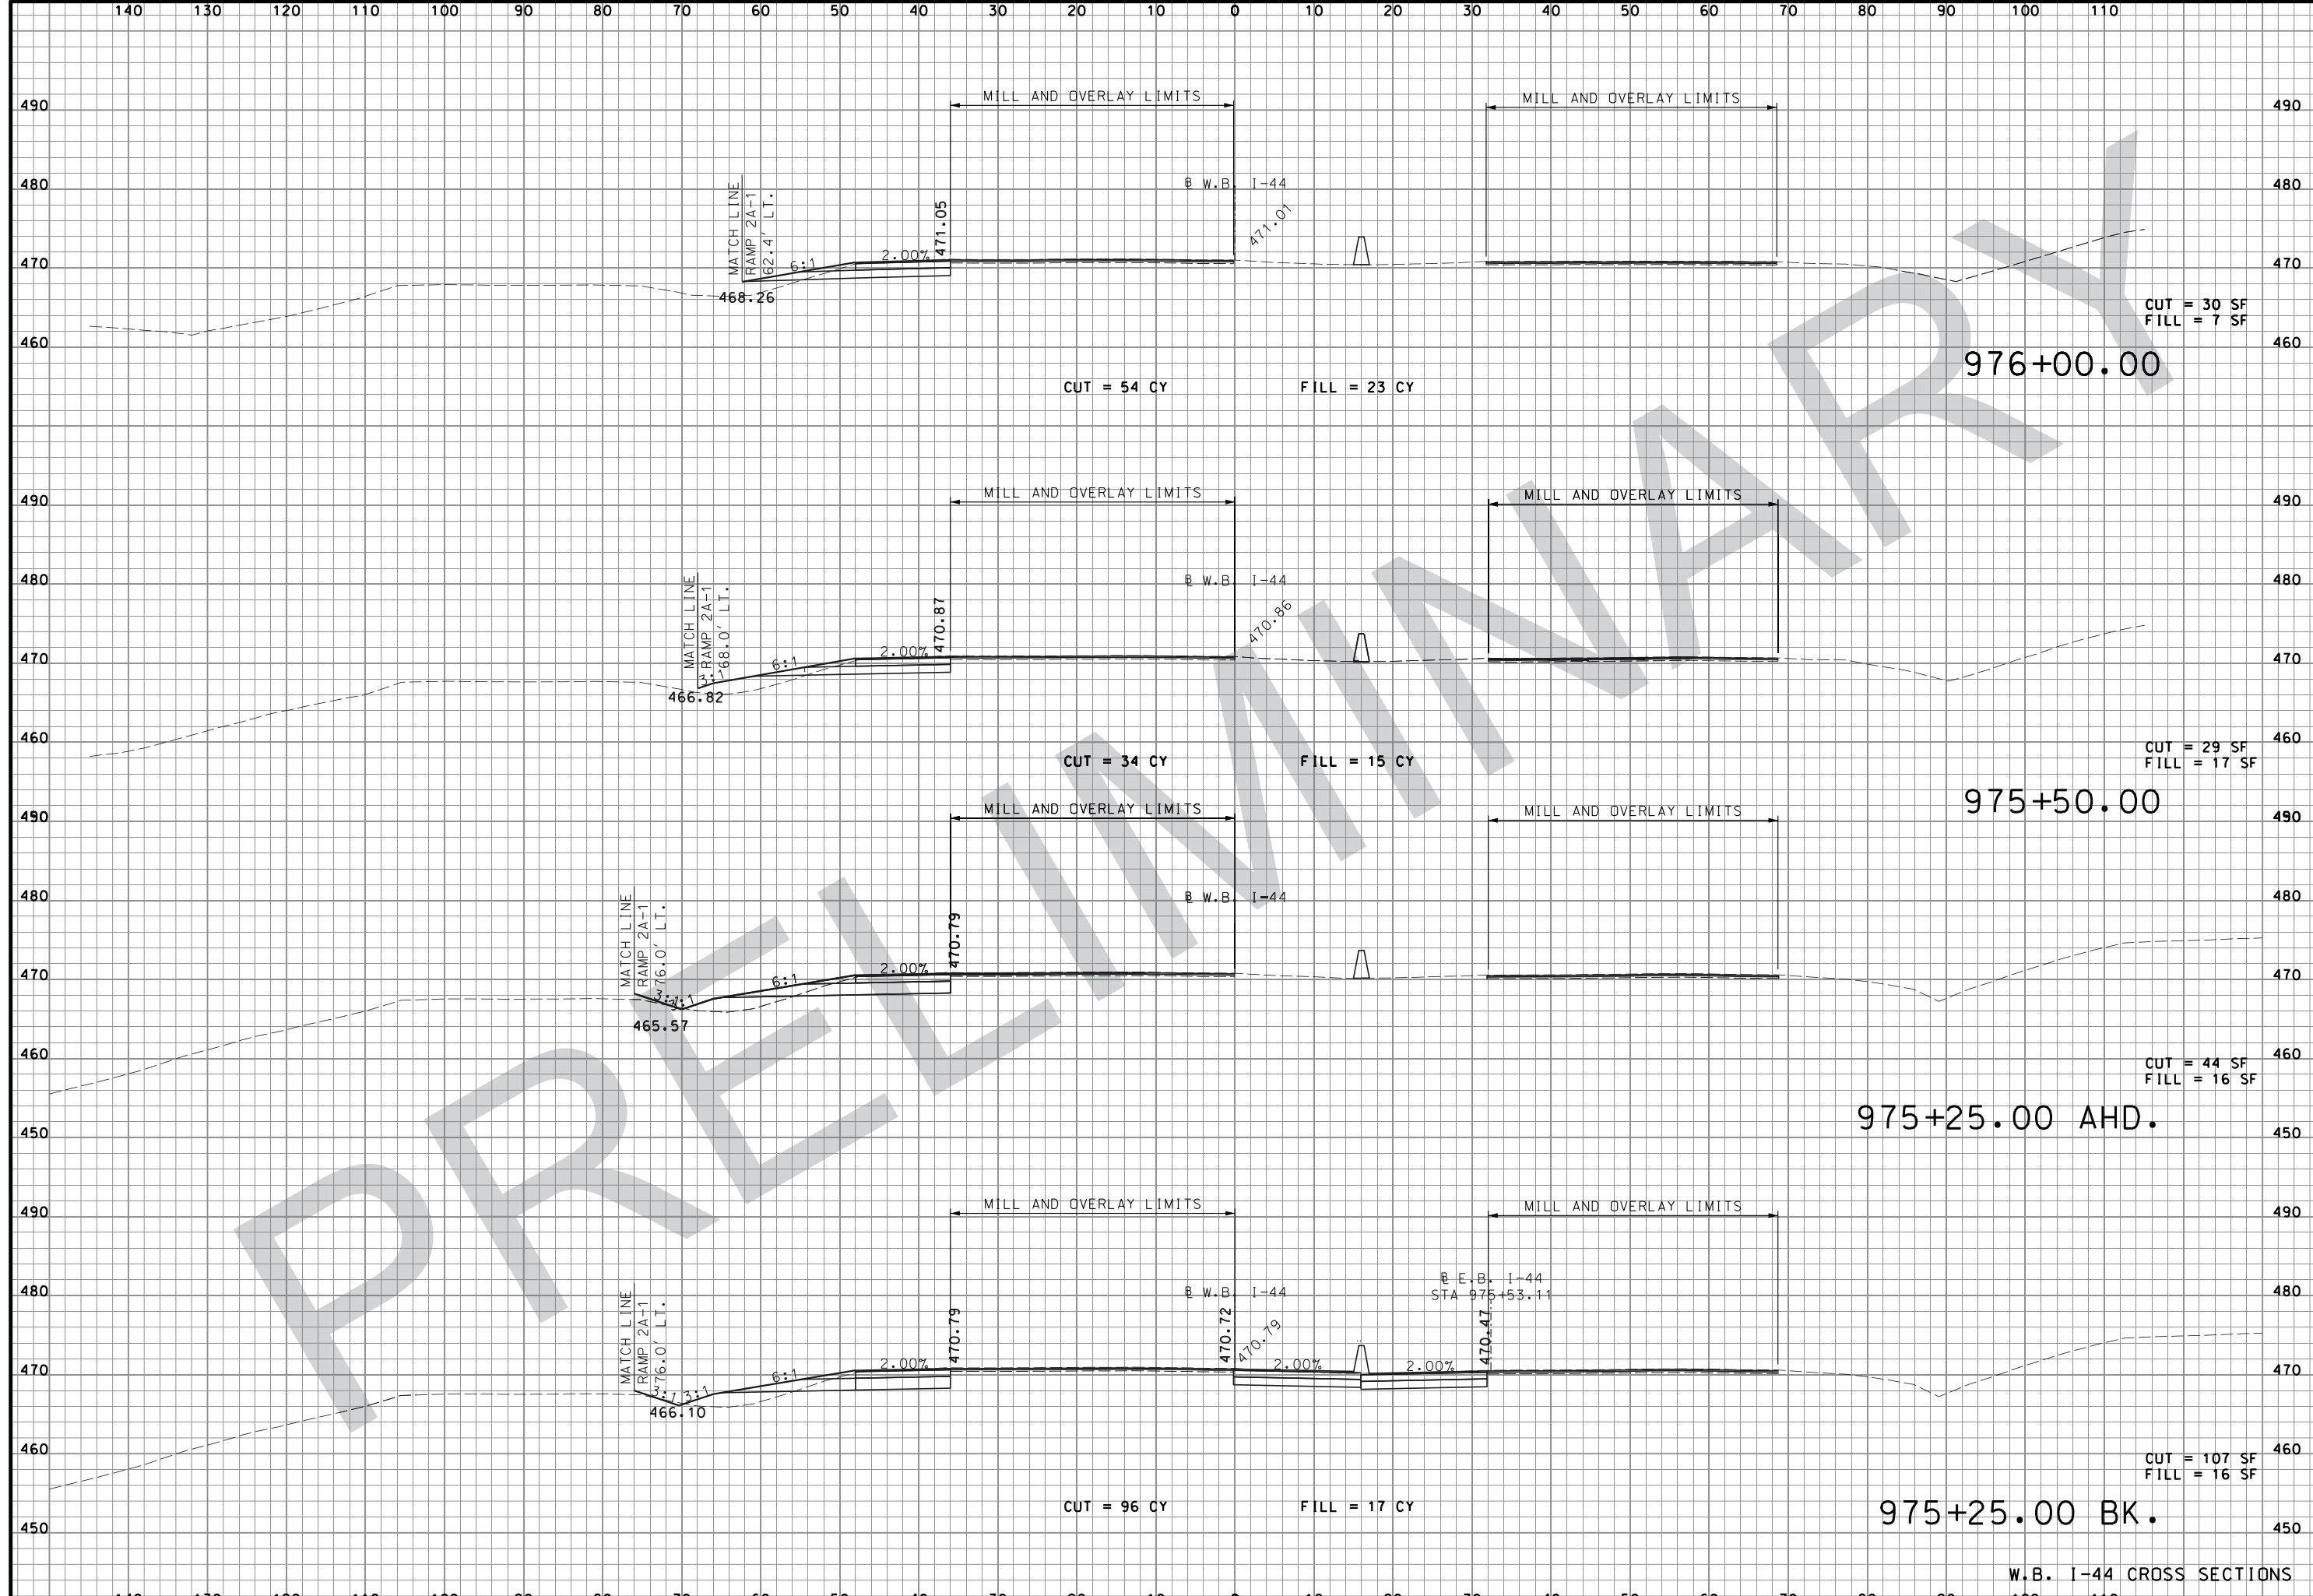 140 130 120 110 100 90 80 70 60 50 40 30 20 10 0 10 20 30 40 50 60 70 80 90 100 110
MILL AND OVERLAY LIMITS
MILL AND OVERLAY LIMITS
490 490
480 480
470 470
460 460
MATCH LINE
RAMP 2A-1
62.4' LT.
468.26
6:1
2.00%
471.05
℄ W.B. I-44
471.01
CUT = 30 SF
FILL = 7 SF
976+00.00
CUT = 54 CY FILL = 23 CY
MILL AND OVERLAY LIMITS
MILL AND OVERLAY LIMITS
490 490
480 480
470 470
460 460
MATCH LINE
RAMP 2A-1
68.0' LT.
3:1
466.82
6:1
2.00%
470.87
℄ W.B. I-44
470.86
CUT = 29 SF
FILL = 17 SF
975+50.00
CUT = 34 CY FILL = 15 CY
MILL AND OVERLAY LIMITS
MILL AND OVERLAY LIMITS
490 490
480 480
470 470
460 460
450 450
MATCH LINE
RAMP 2A-1
76.0' LT.
465.57
6:1
2.00%
470.79
℄ W.B. I-44
CUT = 44 SF
FILL = 16 SF
975+25.00 AHD.
MILL AND OVERLAY LIMITS
MILL AND OVERLAY LIMITS
490 490
480 480
470 470
460 460
450 450
MATCH LINE
RAMP 2A-1
76.0' LT.
3:1 3:1
466.10
6:1
2.00%
470.79
℄ W.B. I-44
470.72
470.79
2.00%
2.00%
℄ E.B. I-44
STA 975+53.11
470.47
CUT = 107 SF
FILL = 16 SF
975+25.00 BK.
CUT = 96 CY FILL = 17 CY
W.B. I-44 CROSS SECTIONS
PRELIMINARY